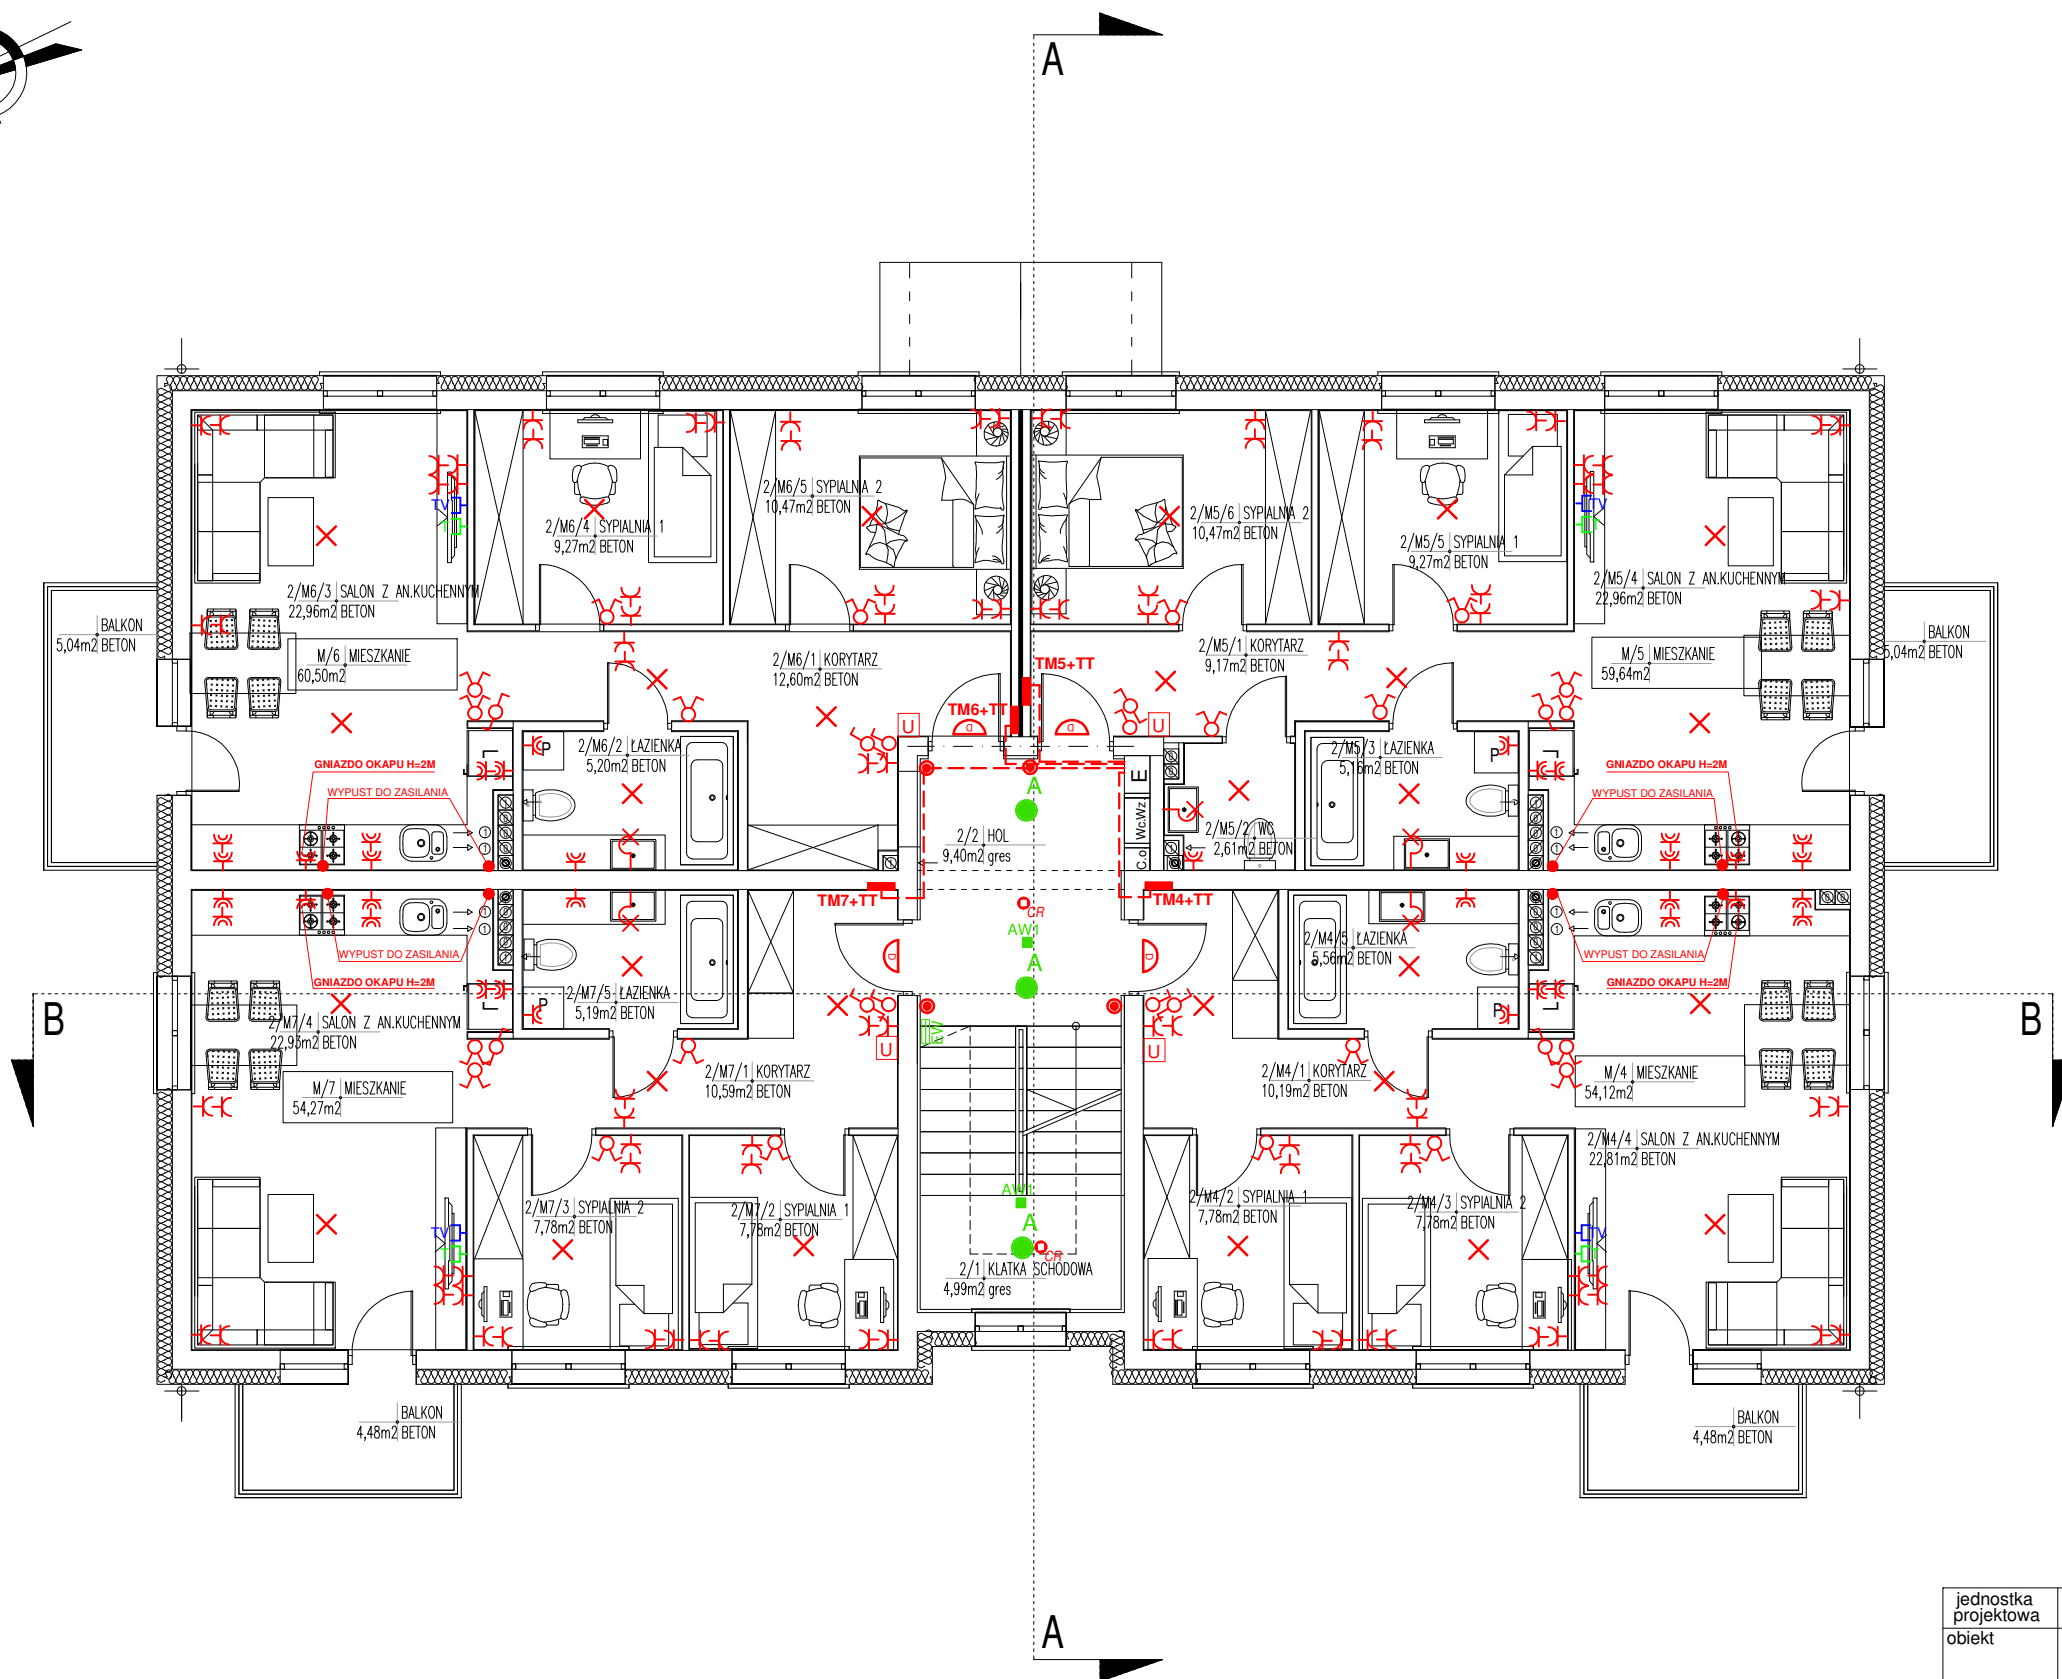 A
2/M6/5 SYPIALNIA 2
10,47m2 BETON
2/M6/4 SYPIALNIA 1
9,27m2 BETON
2/M5/6 SYPIALNIA 2
10,47m2 BETON
2/M5/5 SYPIALNIA 1
9,27m2 BETON
TV
T
TV
T
2/M6/3 SALON Z AN.KUCHENNYM
22,96m2 BETON
2/M5/4 SALON Z AN.KUCHENNYM
22,96m2 BETON
BALKON
5,04m2 BETON
BALKON
5,04m2 BETON
M/6 MIESZKANIE
60,50m2
2/M6/1 KORYTARZ
12,60m2 BETON
2/M5/1 KORYTARZ
9,17m2 BETON
M/5 MIESZKANIE
59,64m2
TM5+TT
TM6+TT
U
D
D
U
2/M6/2 ŁAZIENKA
5,20m2 BETON
P
2/M5/3 ŁAZIENKA
5,16m2 BETON
P
GNIAZDO OKAPU H=2M
WYPUST DO ZASILANIA
GNIAZDO OKAPU H=2M
WYPUST DO ZASILANIA
E
Wc.Wz
C.o.
A
2/2 HOL
9,40m2 gres
2/M5/2 WC
2,61m2 BETON
TM7+TT
TM4+TT
CR
AW1
A
D
D
WYPUST DO ZASILANIA
GNIAZDO OKAPU H=2M
WYPUST DO ZASILANIA
GNIAZDO OKAPU H=2M
2/M4/5 ŁAZIENKA
5,56m2 BETON
P
2/M7/5 ŁAZIENKA
5,19m2 BETON
P
B
B
2/M7/4 SALON Z AN.KUCHENNYM
22,93m2 BETON
EW
U
U
M/7 MIESZKANIE
54,27m2
2/M7/1 KORYTARZ
10,59m2 BETON
2/M4/1 KORYTARZ
10,19m2 BETON
M/4 MIESZKANIE
54,12m2
2/M4/4 SALON Z AN.KUCHENNYM
22,81m2 BETON
2/M7/3 SYPIALNIA 2
7,78m2 BETON
2/M7/2 SYPIALNIA 1
7,78m2 BETON
AW1
A
CR
2/M4/2 SYPIALNIA 1
7,78m2 BETON
2/M4/3 SYPIALNIA 2
7,78m2 BETON
TV
T
TV
T
2/1 KLATKA SCHODOWA
4,99m2 gres
BALKON
4,48m2 BETON
BALKON
4,48m2 BETON
A
jednostka
projektowa
obiekt